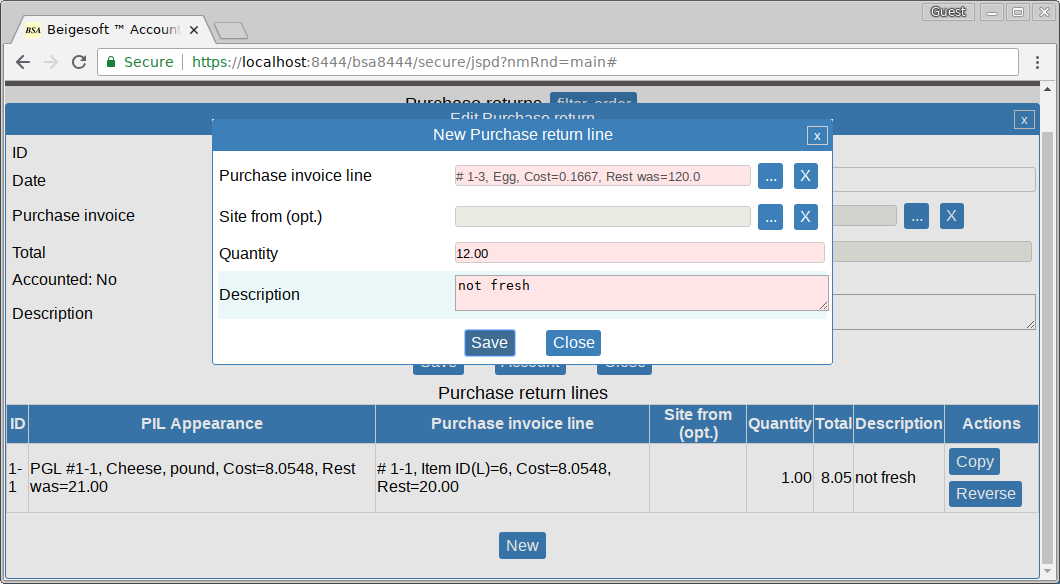 Guest
BSA Beigesoft ™ Account
Secure https://localhost:8444/bsa8444/secure/jspd?nmRnd=main#
Purchase returns filter-order
Edit Purchase return x
New Purchase return line x
ID
Date
Purchase invoice ... X
Total
Accounted: No
Description
Purchase invoice line # 1-3, Egg, Cost=0.1667, Rest was=120.0 ... X
Site from (opt.) ... X
Quantity 12.00
Description not fresh
Save Close
Save Account Close
Purchase return lines
ID PIL Appearance Purchase invoice line Site from (opt.) Quantity Total Description Actions
1-1 PGL #1-1, Cheese, pound, Cost=8.0548, Rest was=21.00 # 1-1, Item ID(L)=6, Cost=8.0548, Rest=20.00 1.00 8.05 not fresh Copy
Reverse
New